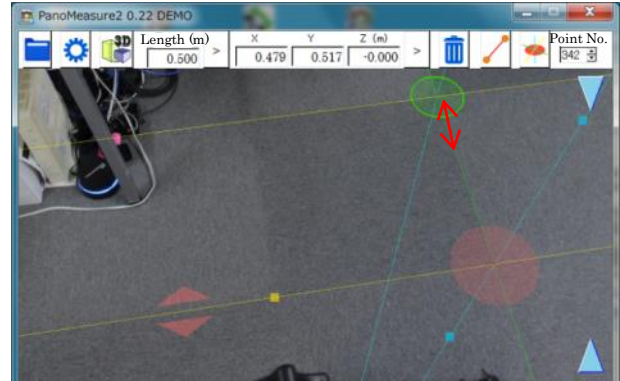 PanoMeasure2 0.22 DEMO
Length (m) X Y Z (m) Point No.
3D 0.500 > 0.479 0.517 -0.000 > 342